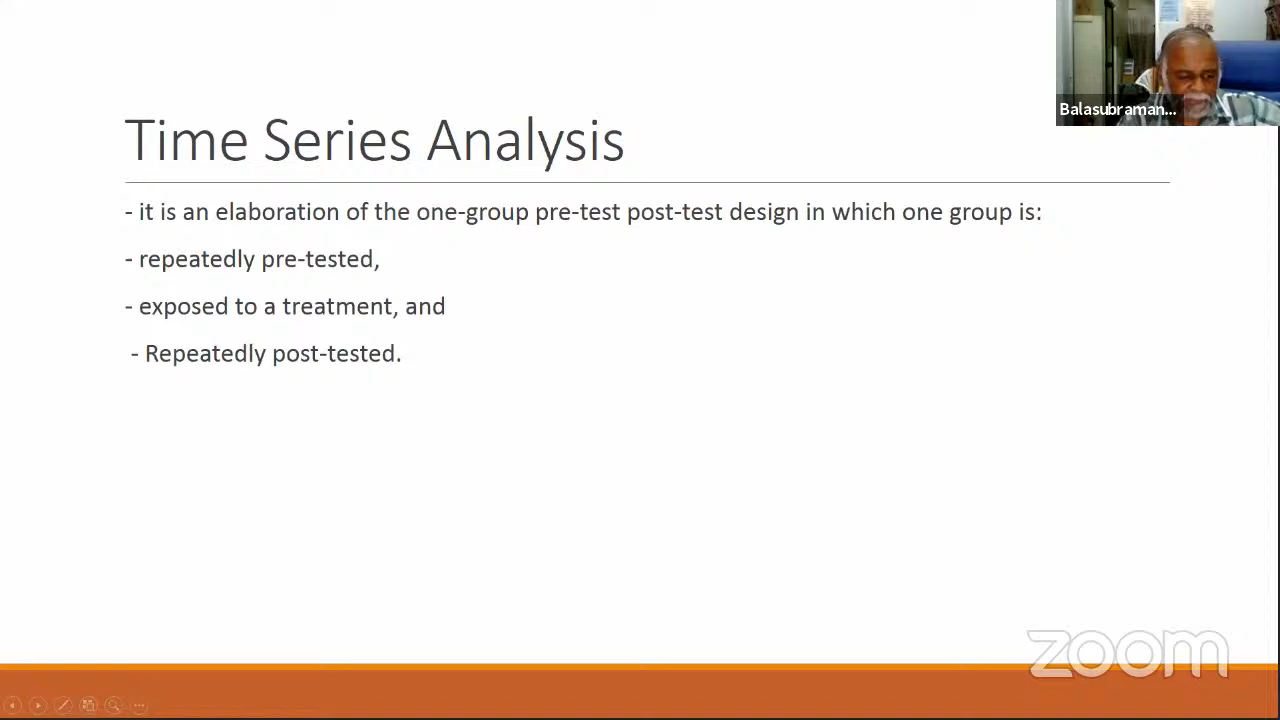 Balasubraman...
Time Series Analysis
- it is an elaboration of the one-group pre-test post-test design in which one group is:
- repeatedly pre-tested,
- exposed to a treatment, and
- Repeatedly post-tested.
zoom